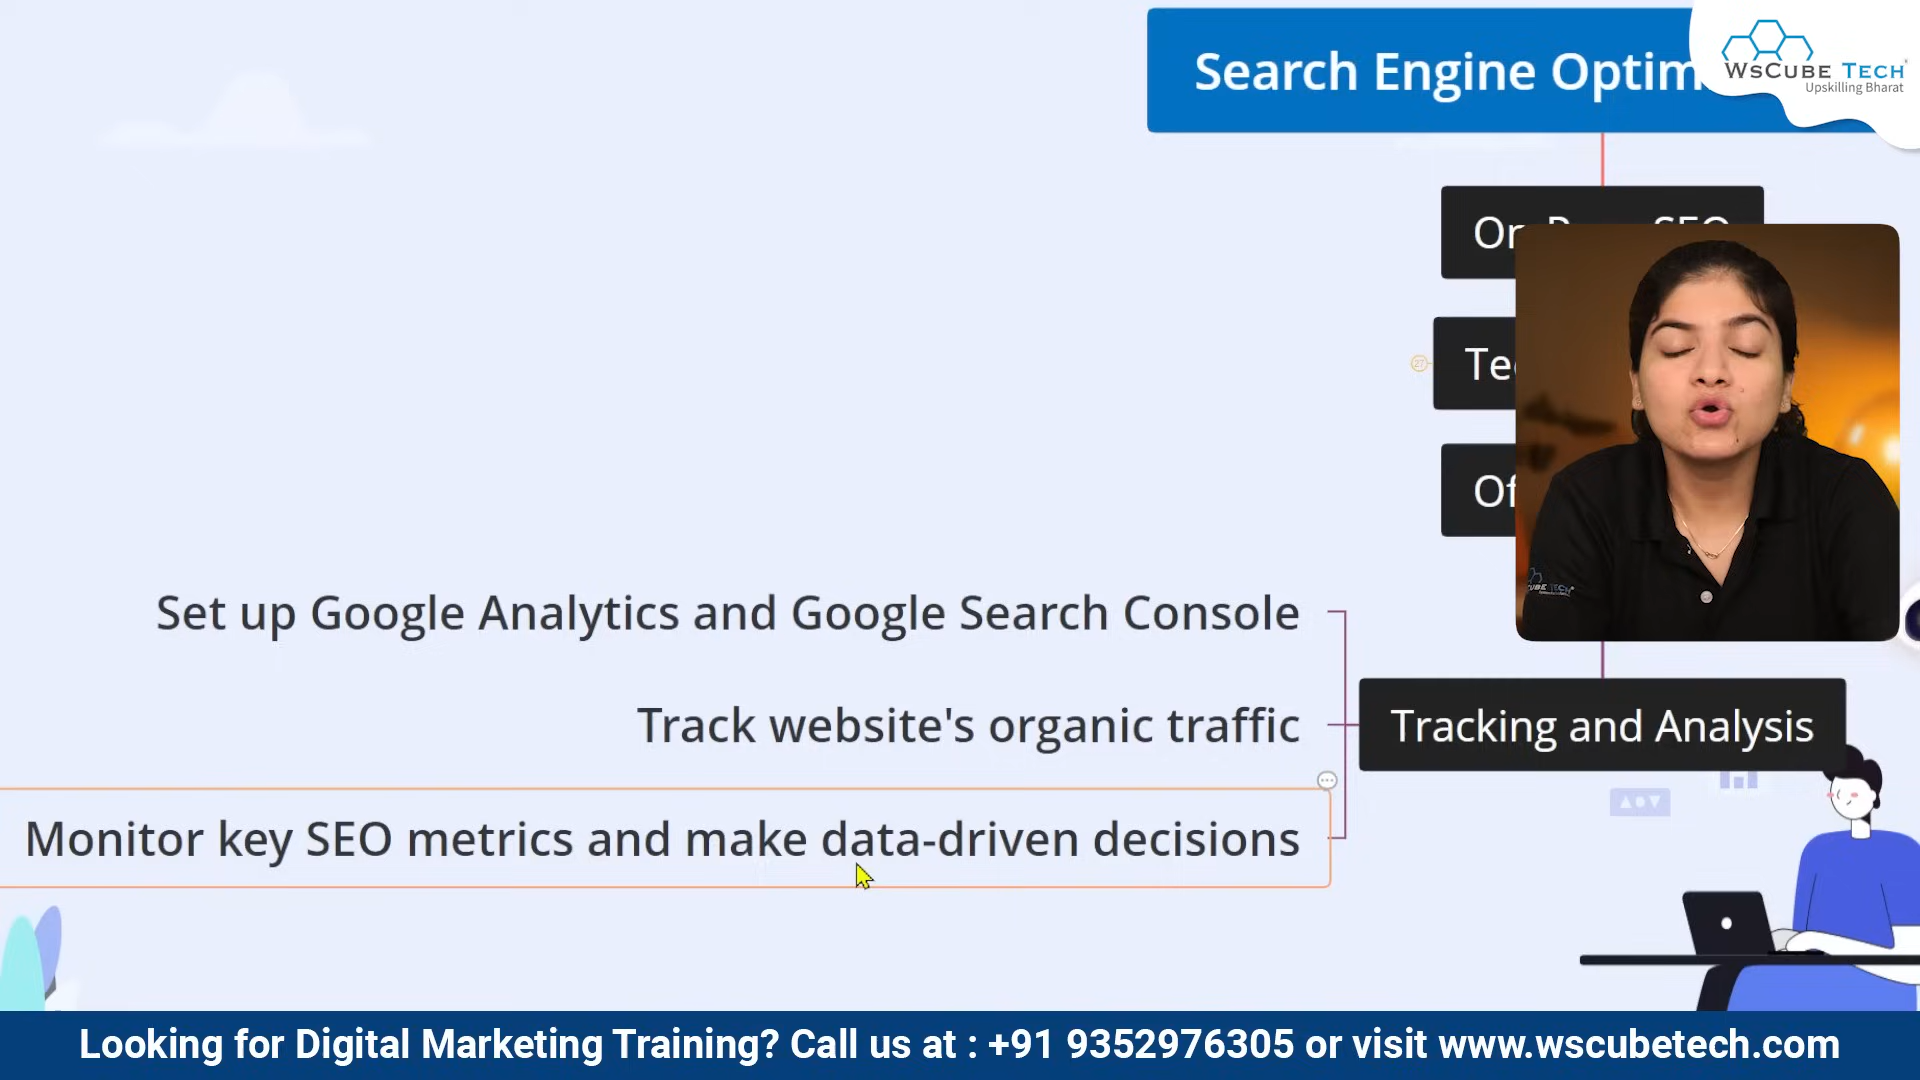 Search Engine Optim
WsCube Tech
Upskilling Bharat
Set up Google Analytics and Google Search Console
Track website's organic traffic
Tracking and Analysis
Monitor key SEO metrics and make data-driven decisions
Looking for Digital Marketing Training? Call us at : +91 9352976305 or visit www.wscubetech.com